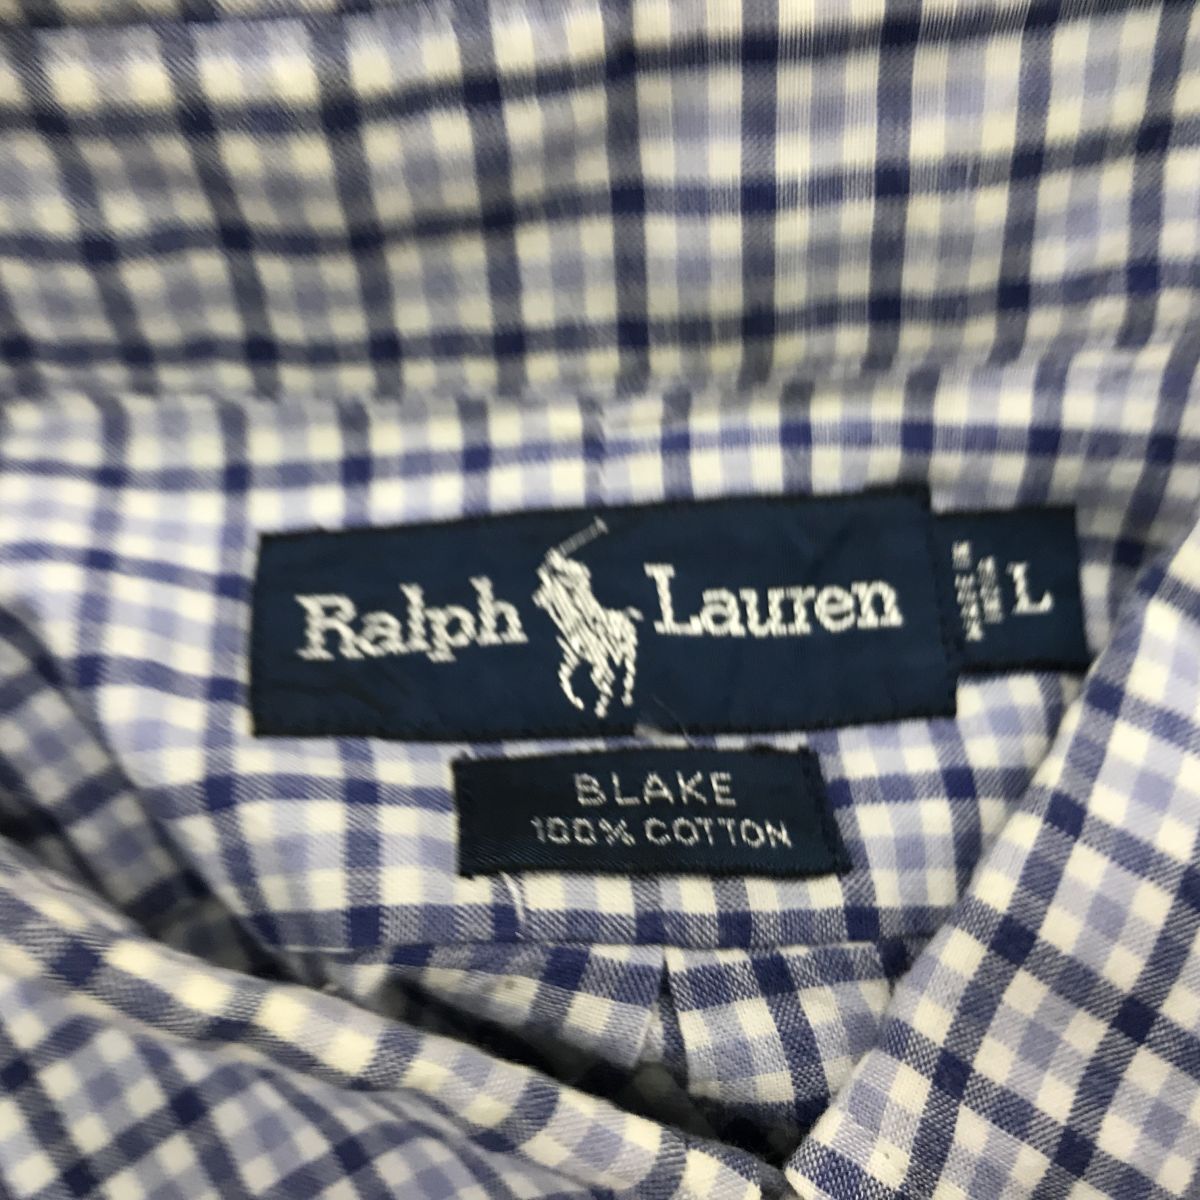 Ralph Lauren
L
BLAKE
100% COTTON